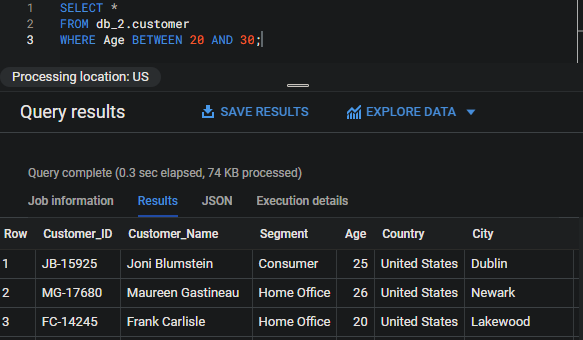 1 SELECT *
2 FROM db_2.customer
3 WHERE Age BETWEEN 20 AND 30;
Processing location: US
Query results SAVE RESULTS EXPLORE DATA
Query complete (0.3 sec elapsed, 74 KB processed)
Job information Results JSON Execution details
Row Customer_ID Customer_Name Segment Age Country City
1 JB-15925 Joni Blumstein Consumer 25 United States Dublin
2 MG-17680 Maureen Gastineau Home Office 26 United States Newark
3 FC-14245 Frank Carlisle Home Office 20 United States Lakewood